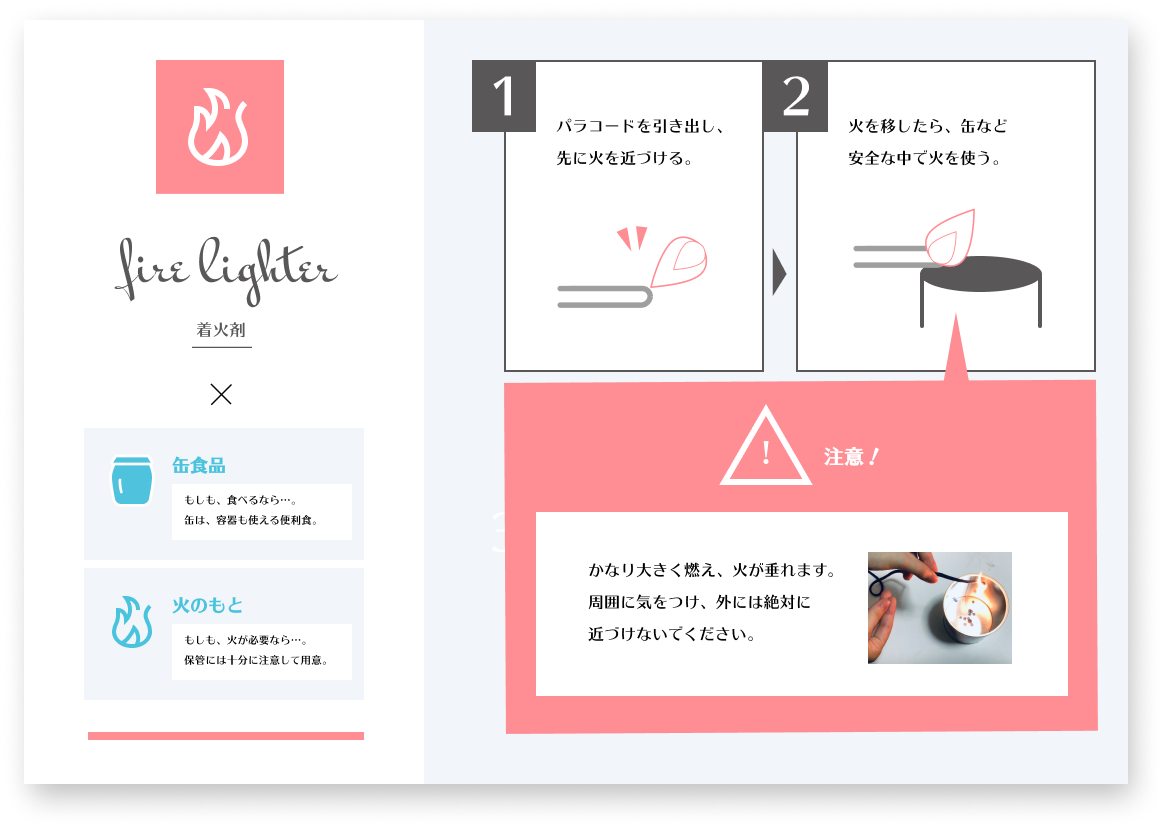 fire lighter
着火剤
缶食品
もしも、食べるなら…。
缶は、容器も使える便利食。
火のもと
もしも、火が必要なら…。
保管には十分に注意して用意。
1
パラコードを引き出し、
先に火を近づける。
2
火を移したら、缶など
安全な中で火を使う。
!
注意！
3
かなり大きく燃え、火が垂れます。
周囲に気をつけ、外には絶対に
近づけないでください。